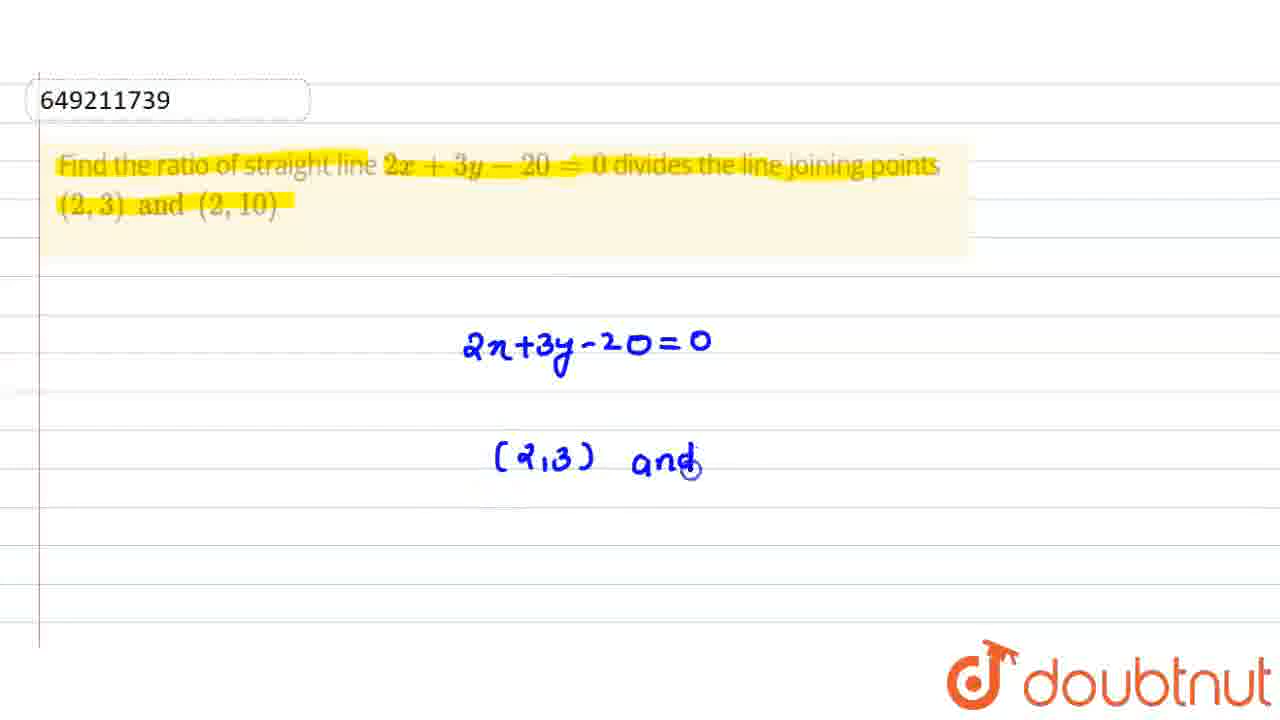 649211739
Find the ratio of straight line 2x + 3y − 20 = 0 divides the line joining points
(2, 3) and (2, 10)
2x+3y-20=0
(2,3) and
doubtnut